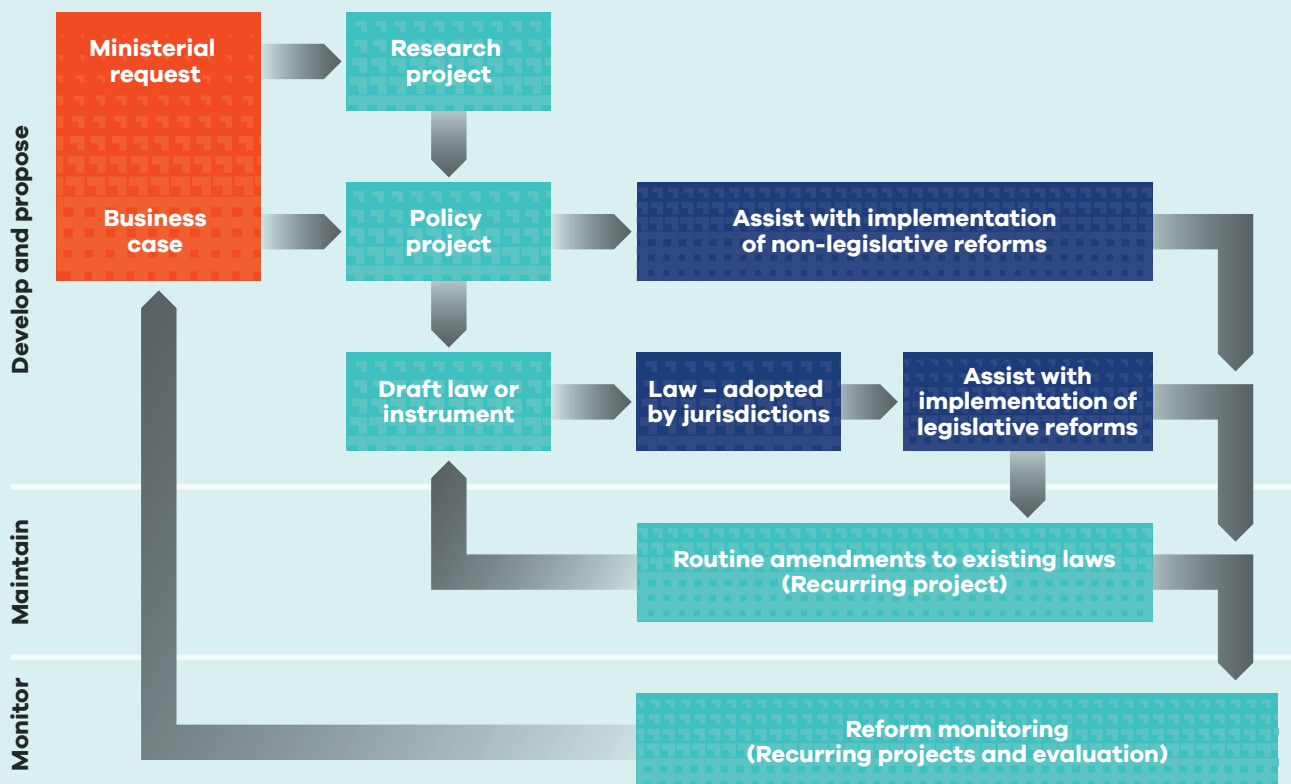 Develop and propose
Ministerial
request
Research
project
Business
case
Policy
project
Assist with implementation
of non-legislative reforms
Draft law or
instrument
Law – adopted
by jurisdictions
Assist with
implementation of
legislative reforms
Maintain
Routine amendments to existing laws
(Recurring project)
Monitor
Reform monitoring
(Recurring projects and evaluation)